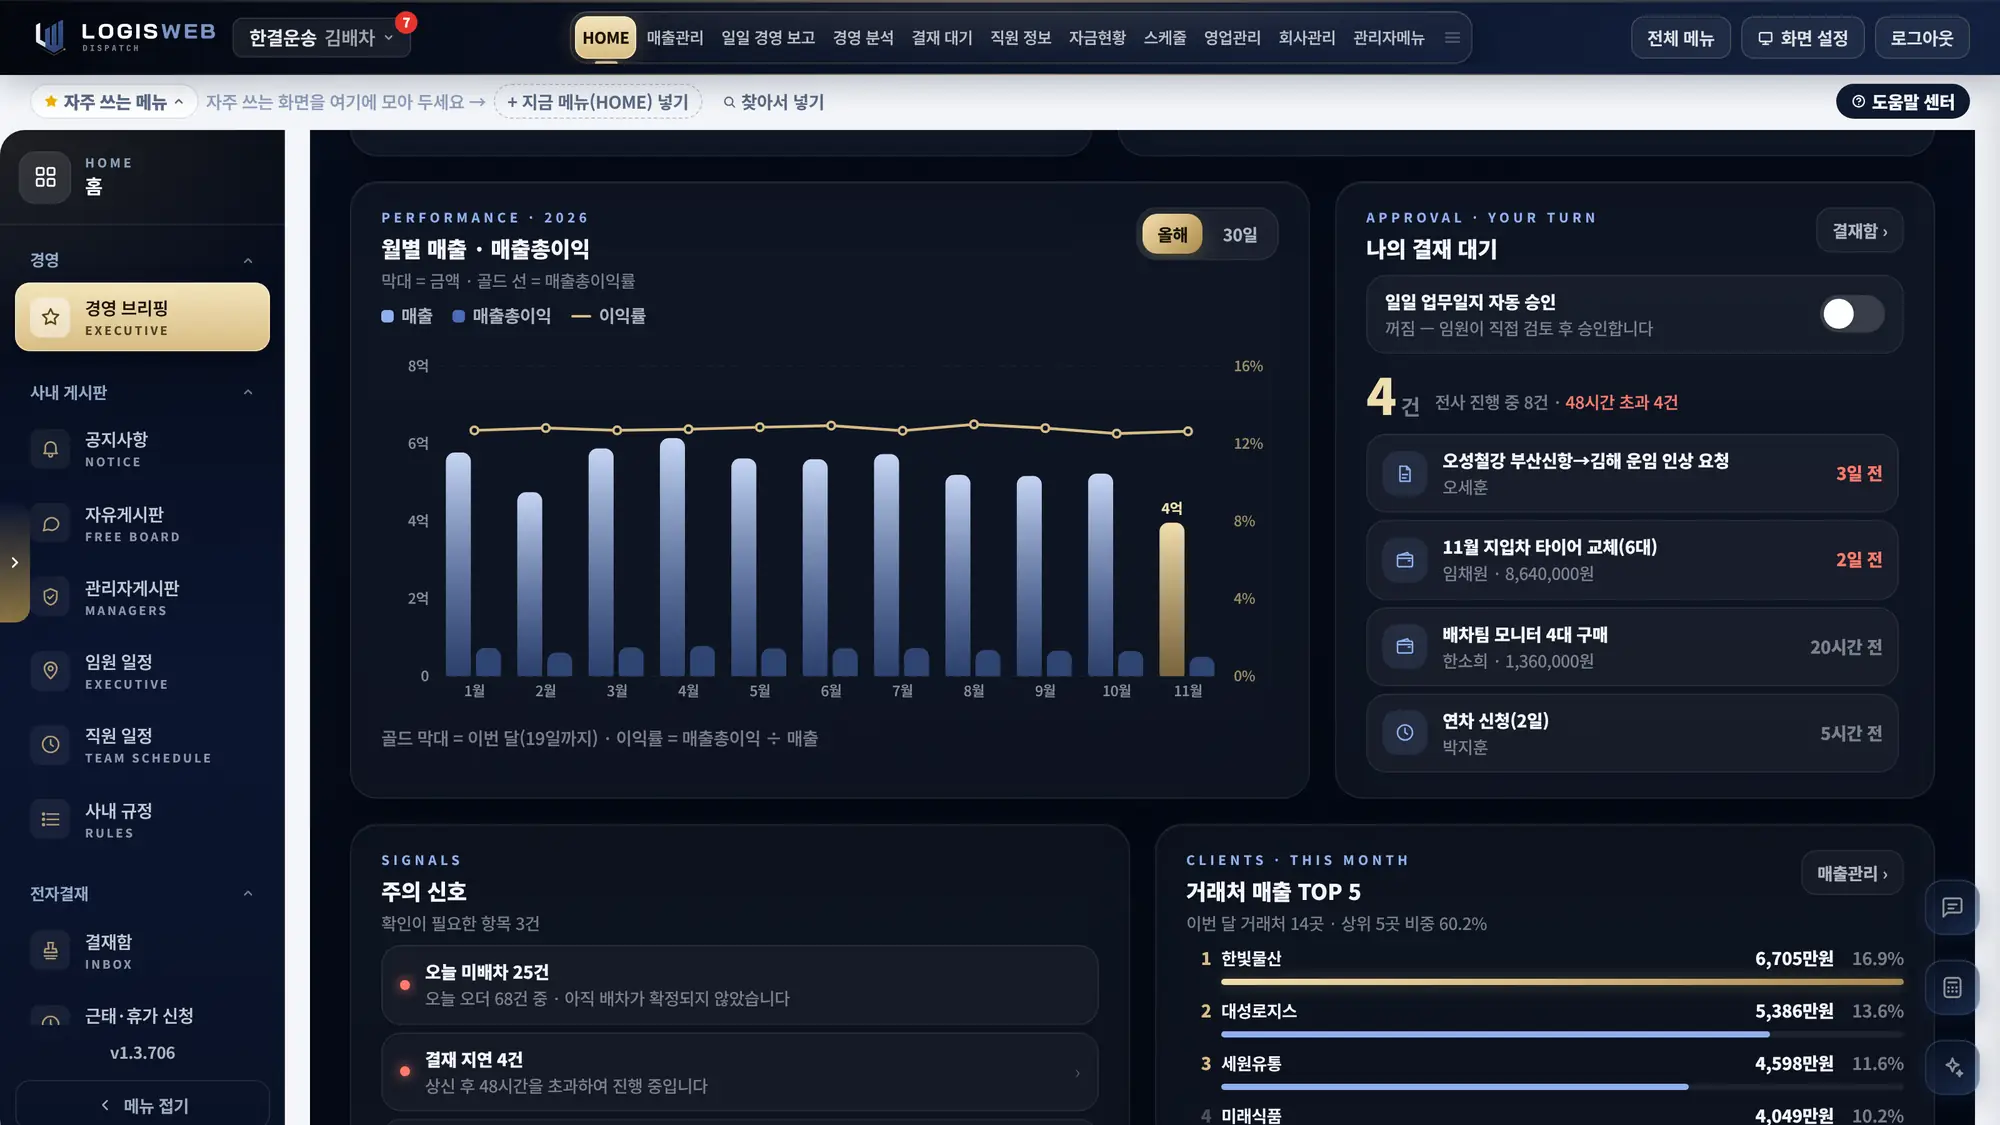 LOGISWEB
DISPATCH
한결운송 김배차
7
HOME
매출관리
일일 경영 보고
경영 분석
결재 대기
직원 정보
자금현황
스케줄
영업관리
회사관리
관리자메뉴
전체 메뉴
화면 설정
로그아웃
자주 쓰는 메뉴
자주 쓰는 화면을 여기에 모아 두세요 →
+ 지금 메뉴(HOME) 넣기
찾아서 넣기
도움말 센터
HOME
홈
경영
경영 브리핑
EXECUTIVE
사내 게시판
공지사항
NOTICE
자유게시판
FREE BOARD
관리자게시판
MANAGERS
임원 일정
EXECUTIVE
직원 일정
TEAM SCHEDULE
사내 규정
RULES
전자결재
결재함
INBOX
근태·휴가 신청
v1.3.706
메뉴 접기
PERFORMANCE · 2026
월별 매출 · 매출총이익
막대 = 금액 · 골드 선 = 매출총이익률
올해
30일
매출
매출총이익
이익률
8억
6억
4억
2억
0
16%
12%
8%
4%
0%
4억
1월
2월
3월
4월
5월
6월
7월
8월
9월
10월
11월
골드 막대 = 이번 달(19일까지) · 이익률 = 매출총이익 ÷ 매출
APPROVAL · YOUR TURN
나의 결재 대기
결재함 ›
일일 업무일지 자동 승인
꺼짐 — 임원이 직접 검토 후 승인합니다
4건 전사 진행 중 8건 · 48시간 초과 4건
오성철강 부산신항→김해 운임 인상 요청
오세훈
3일 전
11월 지입차 타이어 교체(6대)
임채원 · 8,640,000원
2일 전
배차팀 모니터 4대 구매
한소희 · 1,360,000원
20시간 전
연차 신청(2일)
박지훈
5시간 전
SIGNALS
주의 신호
확인이 필요한 항목 3건
오늘 미배차 25건
오늘 오더 68건 중 · 아직 배차가 확정되지 않았습니다
결재 지연 4건
상신 후 48시간을 초과하여 진행 중입니다
CLIENTS · THIS MONTH
거래처 매출 TOP 5
매출관리 ›
이번 달 거래처 14곳 · 상위 5곳 비중 60.2%
1 한빛물산 6,705만원 16.9%
2 대성로지스 5,386만원 13.6%
3 세원유통 4,598만원 11.6%
4 미래식품 4,049만원 10.2%